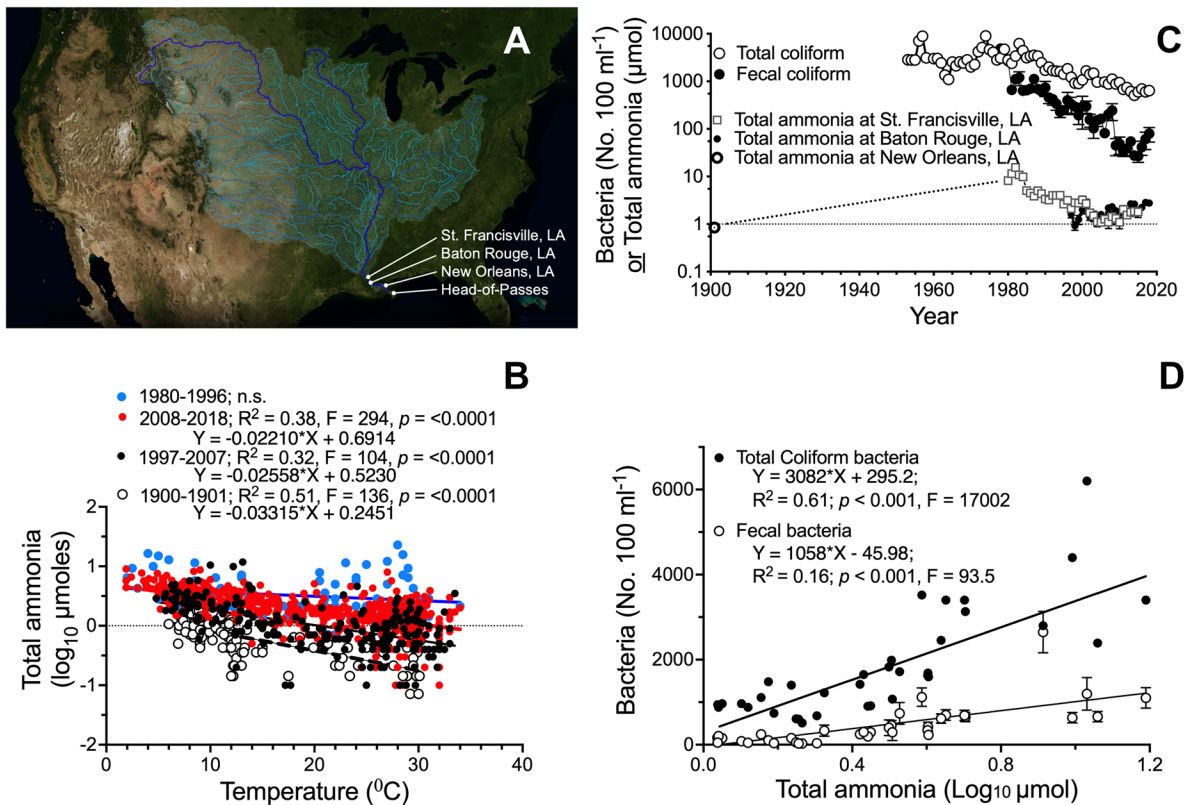 A
St. Francisville, LA
Baton Rouge, LA
New Orleans, LA
Head-of-Passes
C
Bacteria (No. 100 ml⁻¹)
or Total ammonia (μmol)
10000
1000
100
10
1
0.1
Total coliform
Fecal coliform
Total ammonia at St. Francisville, LA
Total ammonia at Baton Rouge, LA
Total ammonia at New Orleans, LA
1900
1920
1940
1960
1980
2000
2020
Year
B
1980-1996; n.s.
2008-2018; R² = 0.38, F = 294, p = <0.0001
Y = -0.02210*X + 0.6914
1997-2007; R² = 0.32, F = 104, p = <0.0001
Y = -0.02558*X + 0.5230
1900-1901; R² = 0.51, F = 136, p = <0.0001
Y = -0.03315*X + 0.2451
Total ammonia
(log₁₀ μmoles)
2
1
0
-1
-2
0
10
20
30
40
Temperature (⁰C)
D
Total Coliform bacteria
Y = 3082*X + 295.2;
R² = 0.61; p < 0.001, F = 17002
Fecal bacteria
Y = 1058*X - 45.98;
R² = 0.16; p < 0.001, F = 93.5
Bacteria (No. 100 ml⁻¹)
6000
4000
2000
0
0.0
0.4
0.8
1.2
Total ammonia (Log₁₀ μmol)